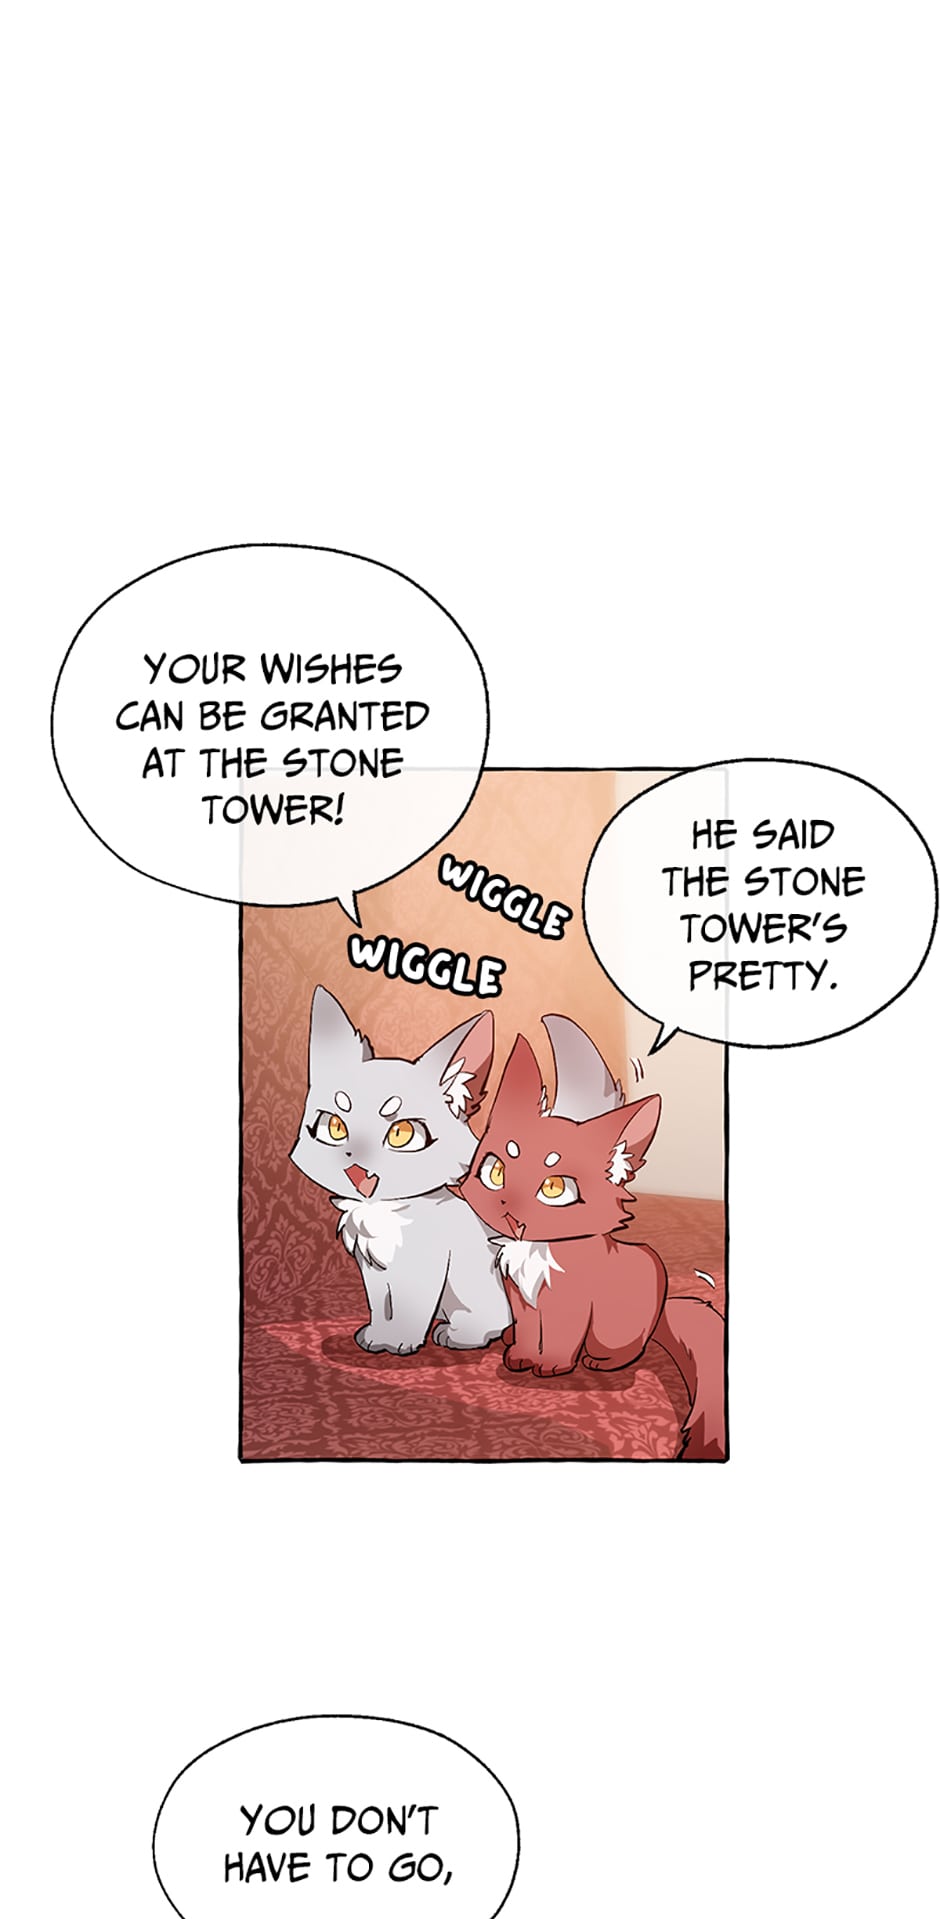 YOUR WISHES
CAN BE GRANTED
AT THE STONE
TOWER!
HE SAID
THE STONE
TOWER'S
PRETTY.
WIGGLE
WIGGLE
YOU DON'T
HAVE TO GO,